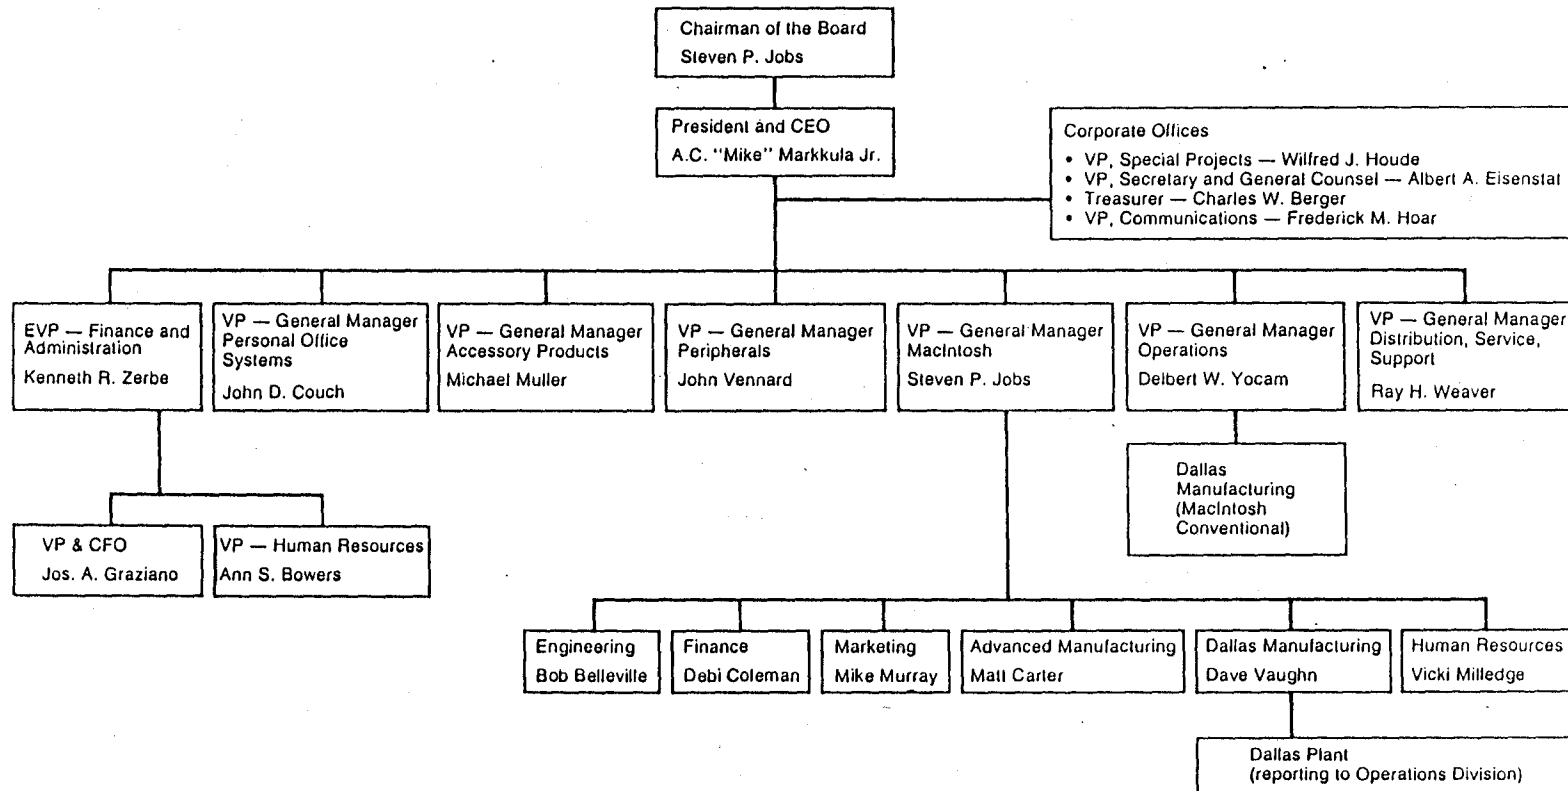 Chairman of the Board
Steven P. Jobs
President and CEO
A.C. "Mike" Markkula Jr.
Corporate Offices
• VP, Special Projects — Wilfred J. Houde
• VP, Secretary and General Counsel — Albert A. Eisenstat
• Treasurer — Charles W. Berger
• VP, Communications — Frederick M. Hoar
EVP — Finance and
Administration
Kenneth R. Zerbe
VP — General Manager
Personal Office
Systems
John D. Couch
VP — General Manager
Accessory Products
Michael Muller
VP — General Manager
Peripherals
John Vennard
VP — General Manager
MacIntosh
Steven P. Jobs
VP — General Manager
Operations
Delbert W. Yocam
VP — General Manager
Distribution, Service,
Support
Ray H. Weaver
Dallas
Manufacturing
(MacIntosh
Conventional)
VP & CFO
Jos. A. Graziano
VP — Human Resources
Ann S. Bowers
Engineering
Bob Belleville
Finance
Debi Coleman
Marketing
Mike Murray
Advanced Manufacturing
Matt Carter
Dallas Manufacturing
Dave Vaughn
Human Resources
Vicki Milledge
Dallas Plant
(reporting to Operations Division)